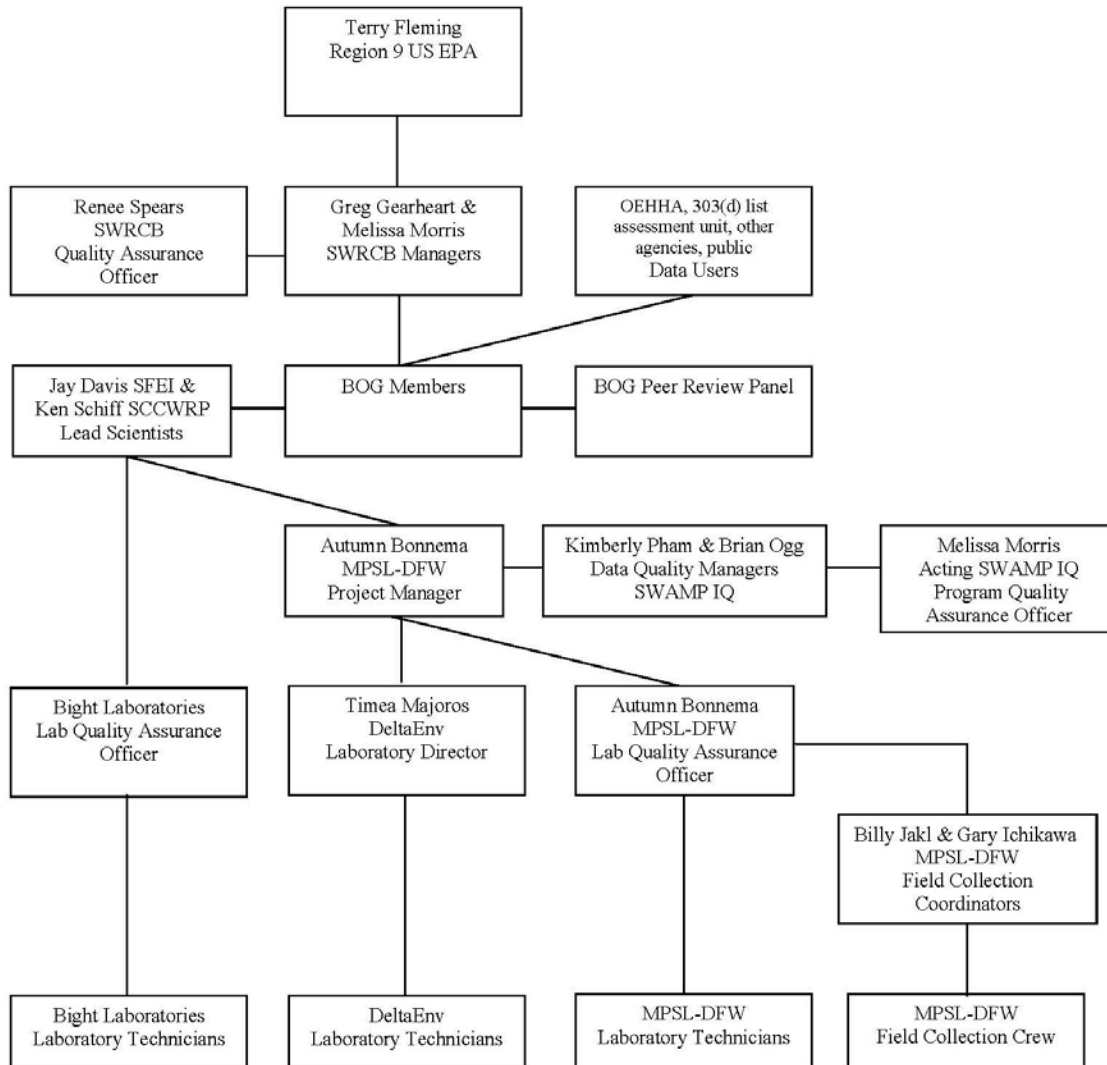 Terry Fleming
Region 9 US EPA
Renee Spears
SWRCB
Quality Assurance
Officer
Greg Gearheart &
Melissa Morris
SWRCB Managers
OEHHA, 303(d) list
assessment unit, other
agencies, public
Data Users
Jay Davis SFEI &
Ken Schiff SCCWRP
Lead Scientists
BOG Members
BOG Peer Review Panel
Autumn Bonnema
MPSL-DFW
Project Manager
Kimberly Pham & Brian Ogg
Data Quality Managers
SWAMP IQ
Melissa Morris
Acting SWAMP IQ
Program Quality
Assurance Officer
Bight Laboratories
Lab Quality Assurance
Officer
Timea Majoros
DeltaEnv
Laboratory Director
Autumn Bonnema
MPSL-DFW
Lab Quality Assurance
Officer
Billy Jakl & Gary Ichikawa
MPSL-DFW
Field Collection
Coordinators
Bight Laboratories
Laboratory Technicians
DeltaEnv
Laboratory Technicians
MPSL-DFW
Laboratory Technicians
MPSL-DFW
Field Collection Crew